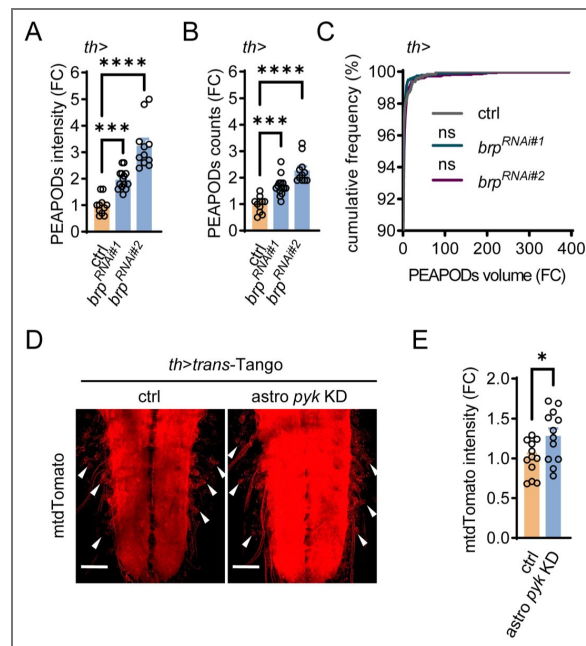 A
th>
****
***
PEAPODs intensity (FC)
6
5
4
3
2
1
0
ctrl
brp^RNAi#1
brp^RNAi#2
B
th>
****
***
PEAPODs counts (FC)
6
5
4
3
2
1
0
ctrl
brp^RNAi#1
brp^RNAi#2
C
th>
cumulative frequency (%)
100
98
96
94
92
90
ctrl
ns
brp^RNAi#1
ns
brp^RNAi#2
0 100 200 300 400
PEAPODs volume (FC)
D
th>trans-Tango
ctrl
astro pyk KD
mtdTomato
E
*
mtdTomato intensity (FC)
2.0
1.5
1.0
0.5
0.0
ctrl
astro pyk KD